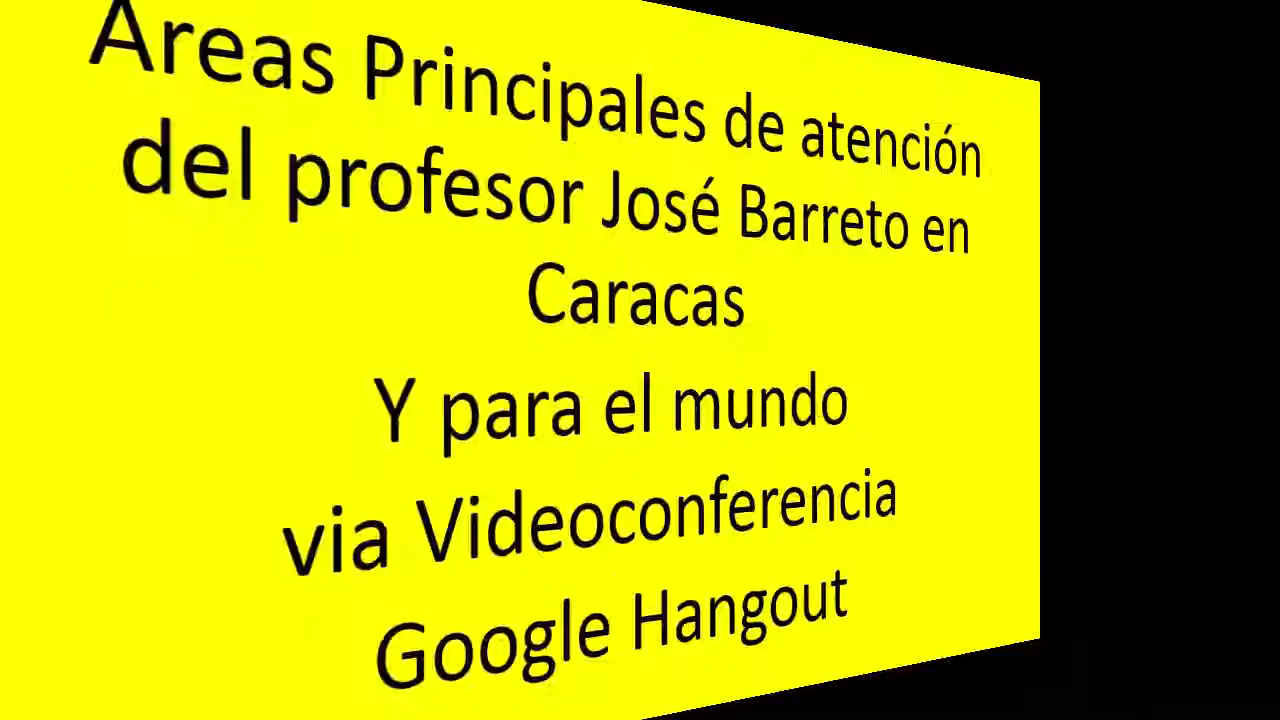 Areas Principales de atención
del profesor José Barreto en
Caracas
Y para el mundo
via Videoconferencia
Google Hangout